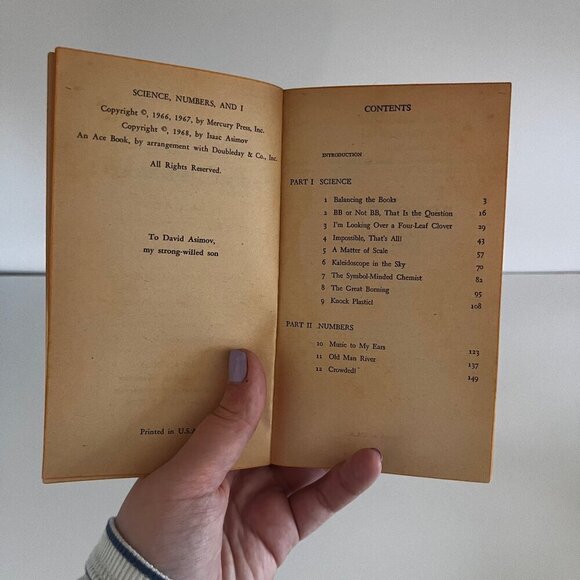 SCIENCE, NUMBERS, AND I
Copyright ©, 1966, 1967, by Mercury Press, Inc.
Copyright ©, 1968, by Isaac Asimov
An Ace Book, by arrangement with Doubleday & Co., Inc.
All Rights Reserved.
To David Asimov,
my strong-willed son
Printed in U.S.A
CONTENTS
INTRODUCTION
PART I SCIENCE
1 Balancing the Books 3
2 BB or Not BB, That Is the Question 16
3 I'm Looking Over a Four-Leaf Clover 29
4 Impossible, That's All! 43
5 A Matter of Scale 57
6 Kaleidoscope in the Sky 70
7 The Symbol-Minded Chemist 82
8 The Great Borning 95
9 Knock Plastic! 108
PART II NUMBERS
10 Music to My Ears 123
11 Old Man River 137
12 Crowded! 149